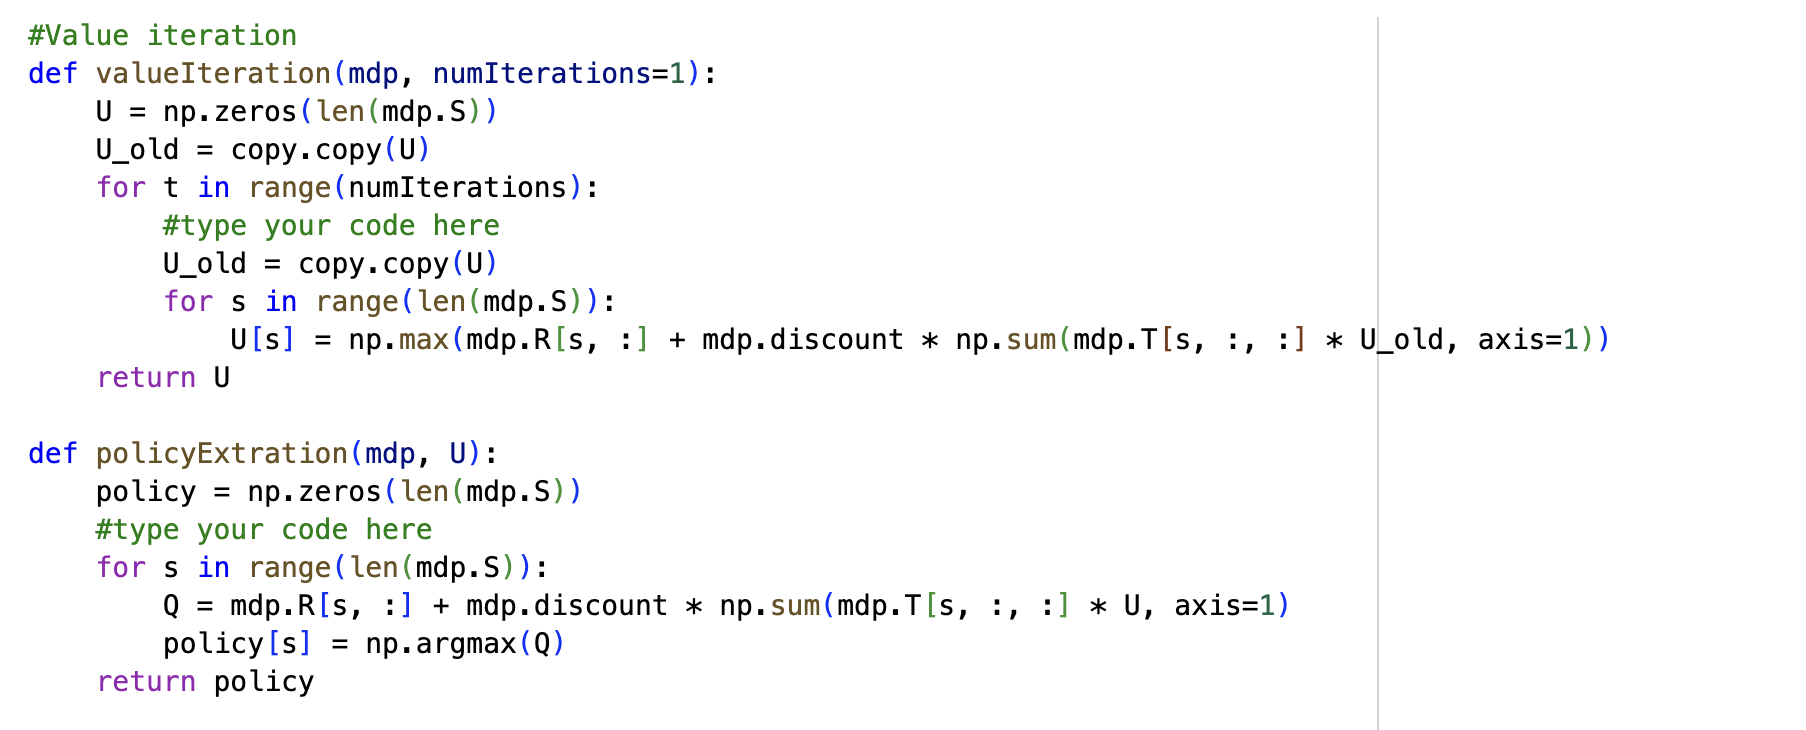 #Value iteration
def valueIteration(mdp, numIterations=1):
    U = np.zeros(len(mdp.S))
    U_old = copy.copy(U)
    for t in range(numIterations):
        #type your code here
        U_old = copy.copy(U)
        for s in range(len(mdp.S)):
            U[s] = np.max(mdp.R[s, :] + mdp.discount * np.sum(mdp.T[s, :, :] * U_old, axis=1))
    return U

def policyExtration(mdp, U):
    policy = np.zeros(len(mdp.S))
    #type your code here
    for s in range(len(mdp.S)):
        Q = mdp.R[s, :] + mdp.discount * np.sum(mdp.T[s, :, :] * U, axis=1)
        policy[s] = np.argmax(Q)
    return policy